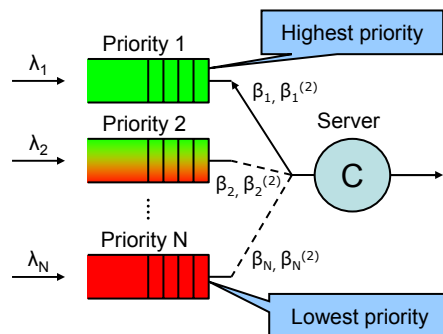 Highest priority
Priority 1
λ₁
β₁, β₁⁽²⁾
Priority 2
Server
λ₂
C
β₂, β₂⁽²⁾
Priority N
λN
βN, βN⁽²⁾
Lowest priority